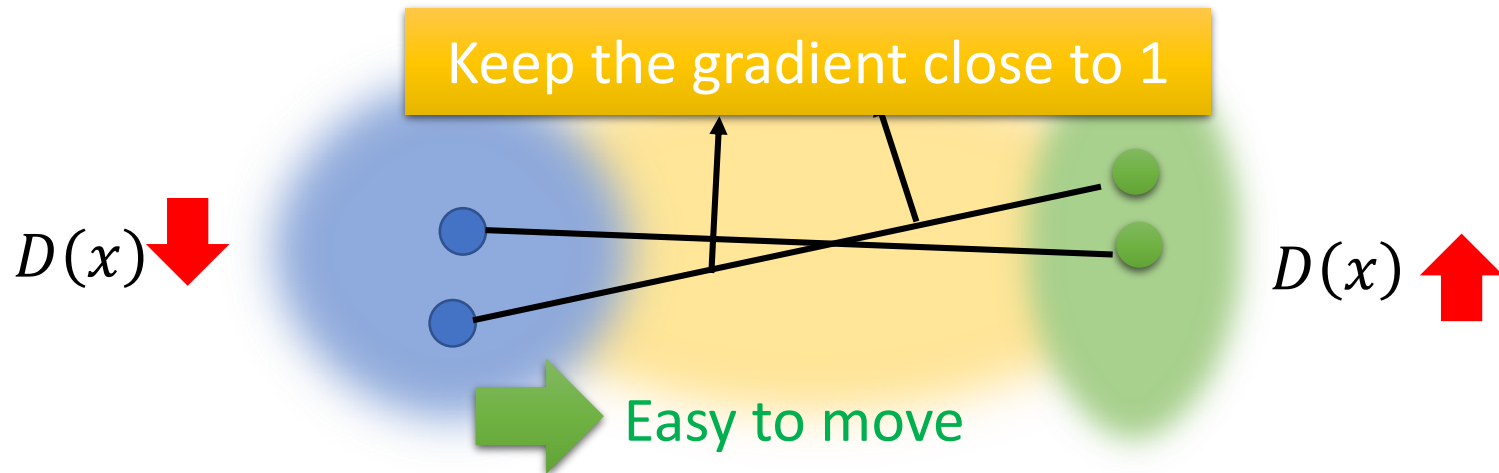 Keep the gradient close to 1
D(x)
D(x)
Easy to move